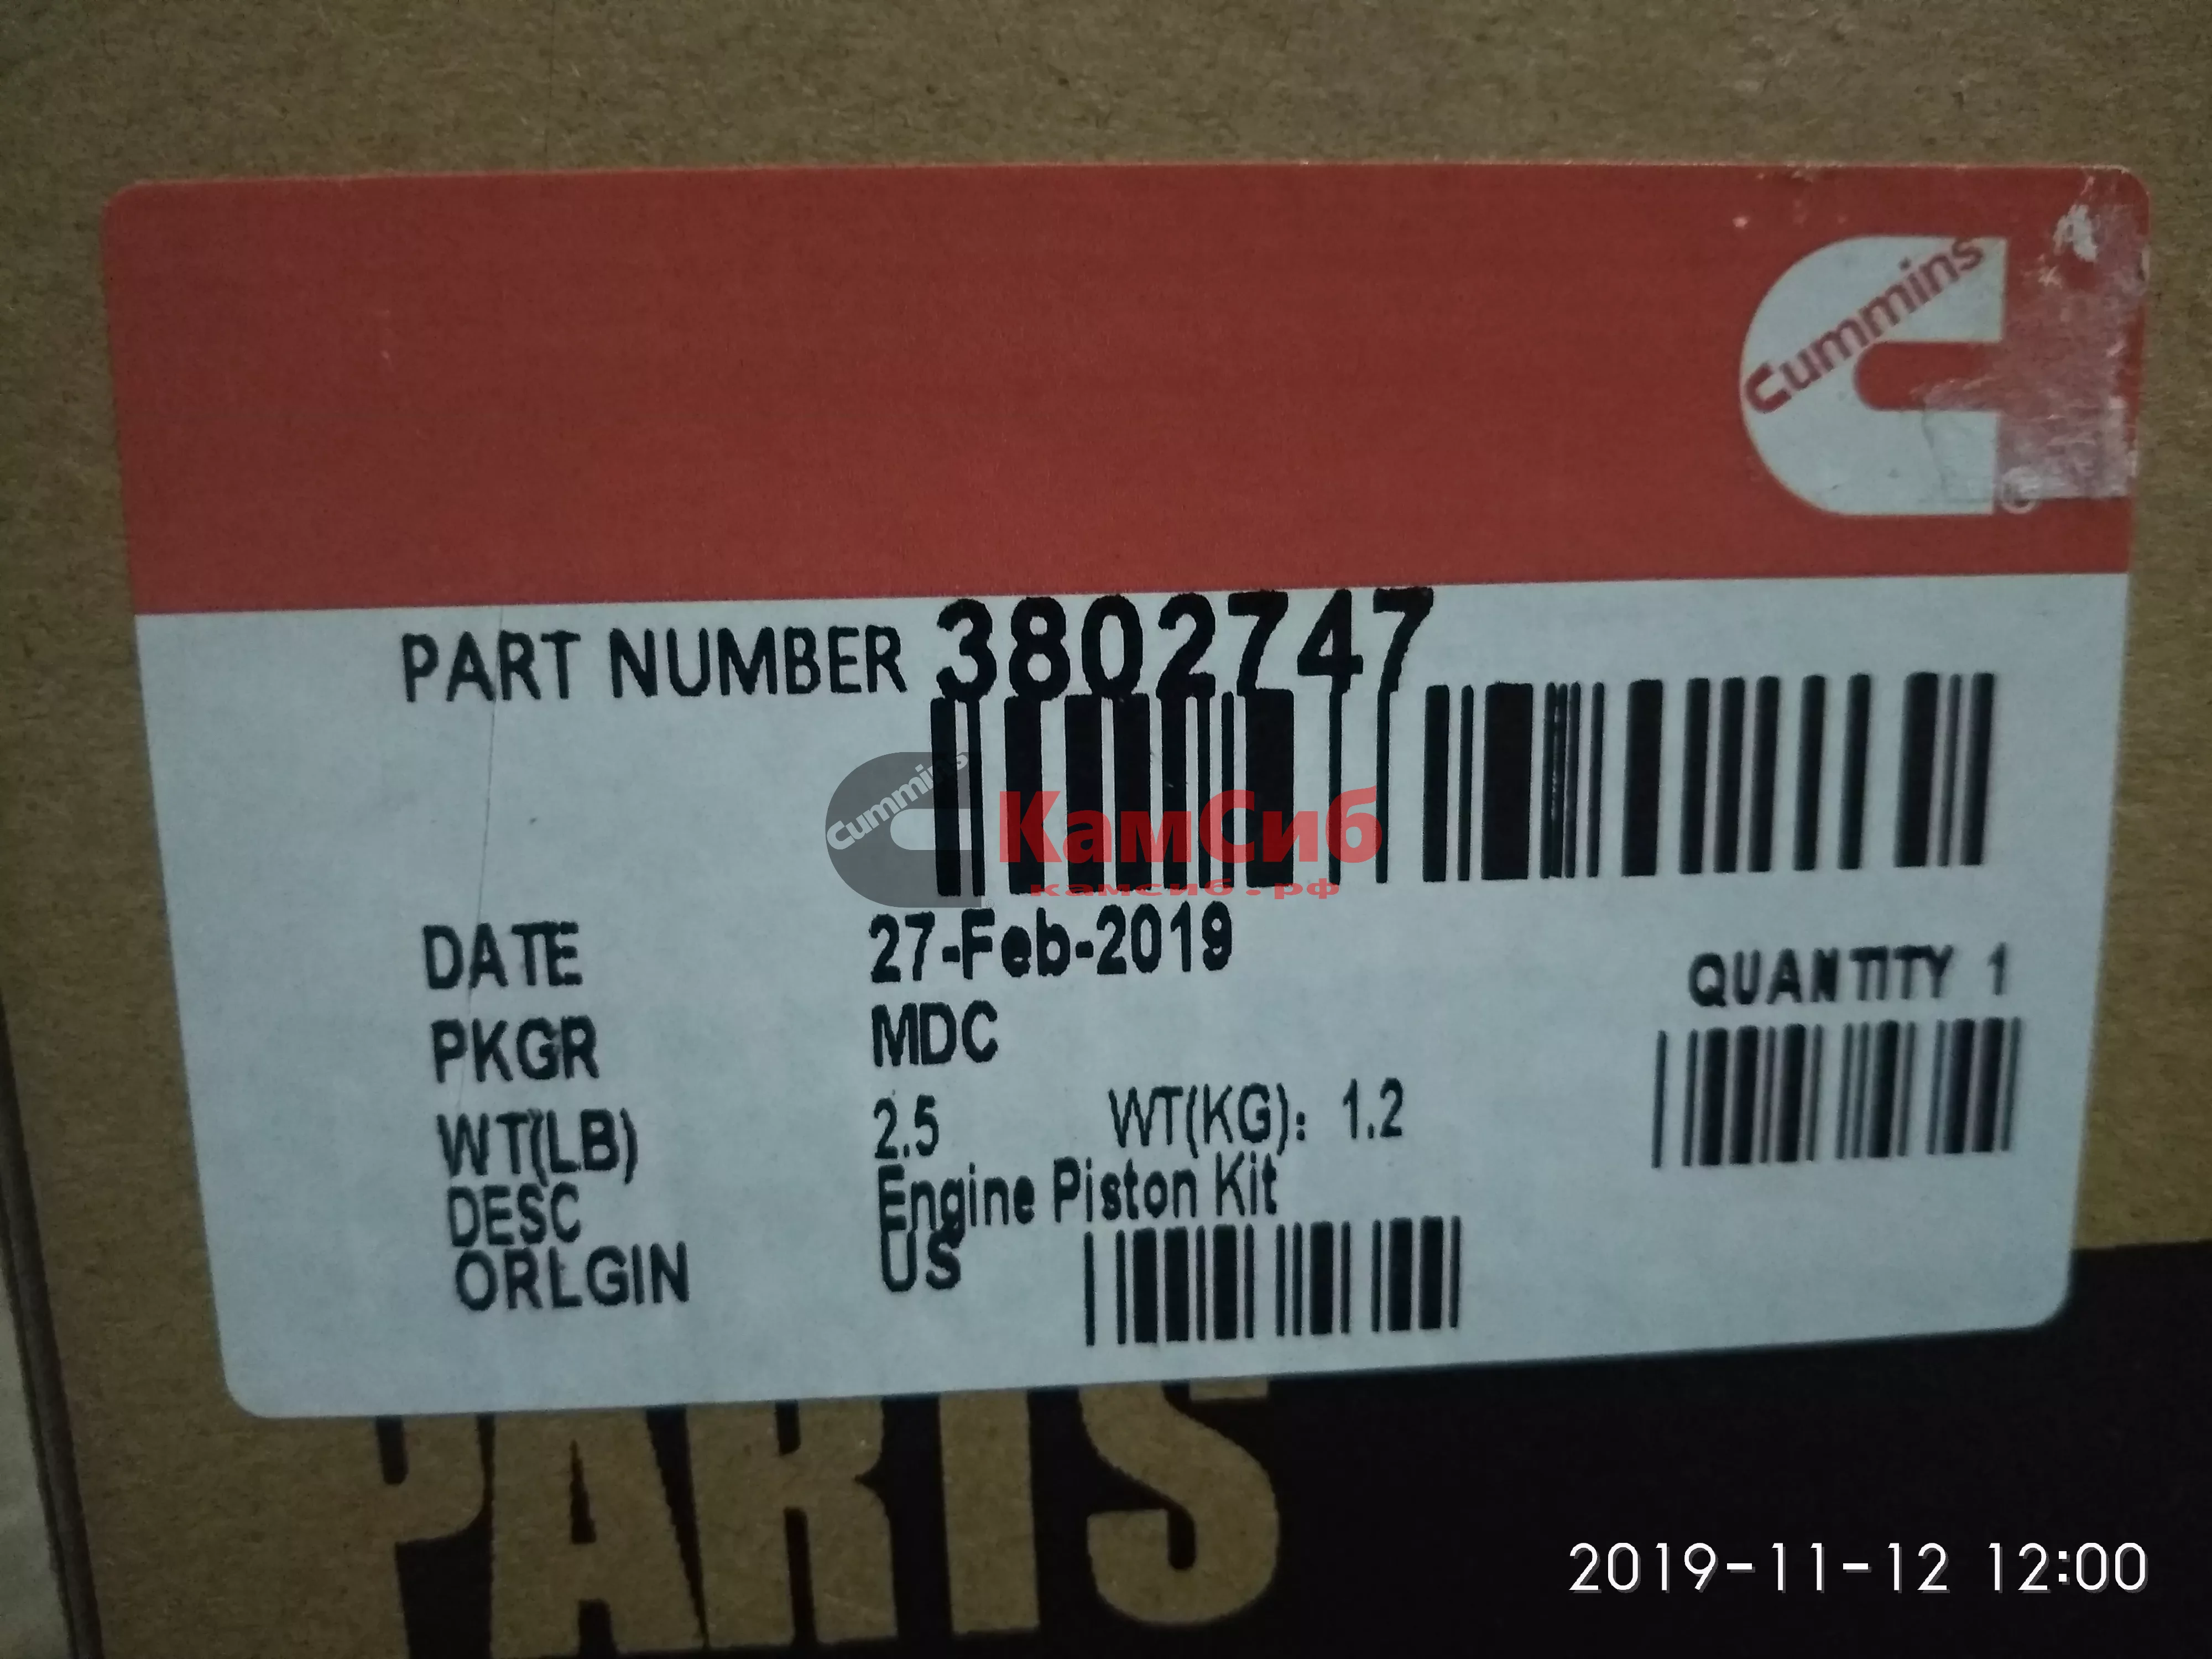 Cummins
PART NUMBER 3802747
Cummins
КамСиб
камсиб.рф
DATE 27-Feb-2019
QUANTITY 1
PKGR MDC
WT(LB) 2.5 WT(KG): 1.2
DESC Engine Piston Kit
ORLGIN US
PARTS
2019-11-12 12:00